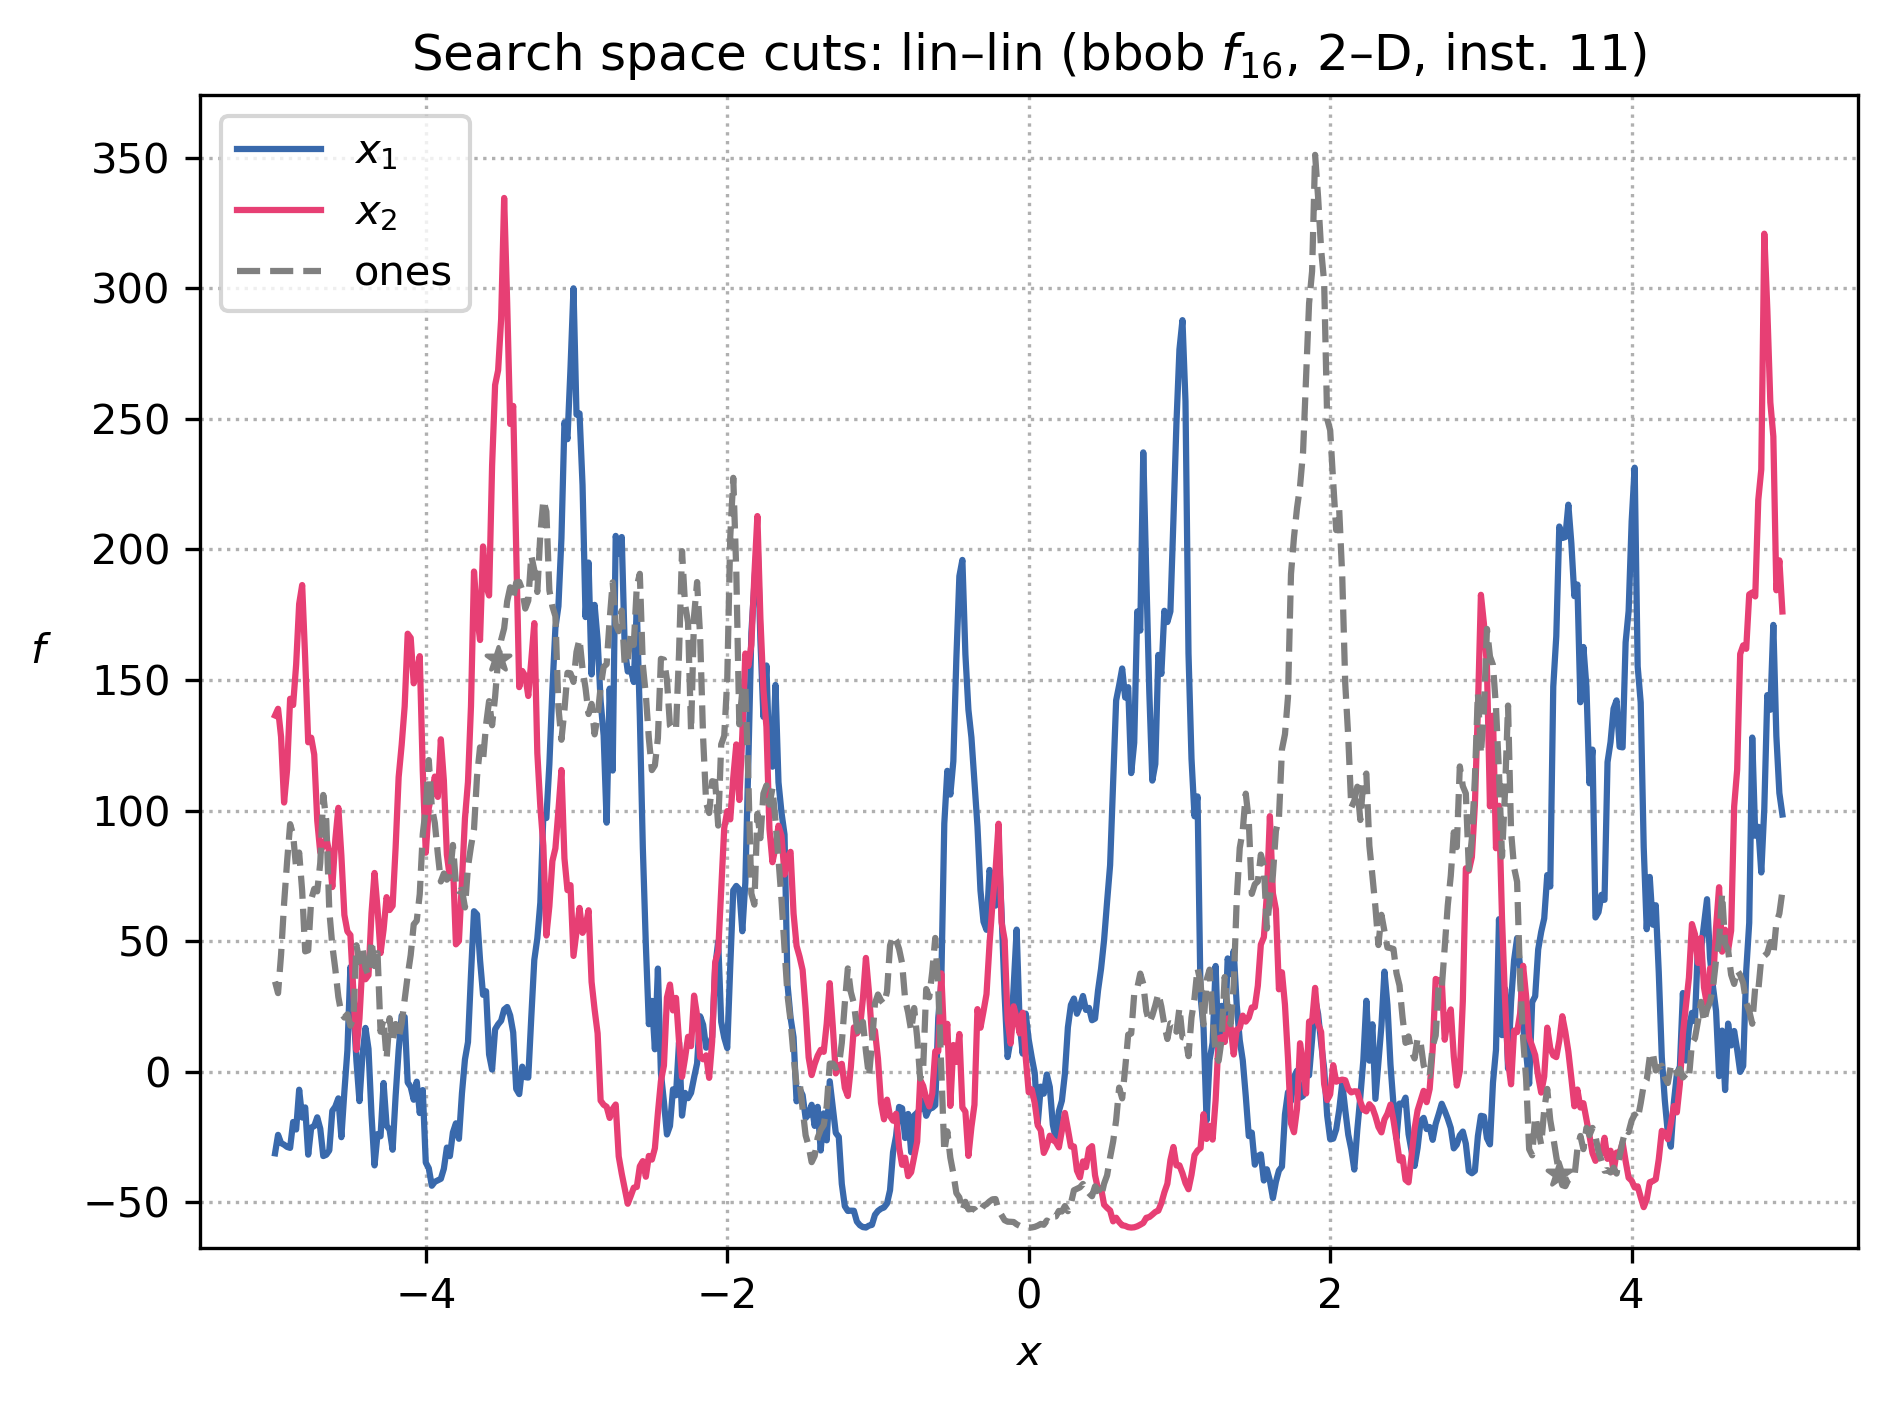 Search space cuts: lin–lin (bbob f₁₆, 2–D, inst. 11)
x₁
x₂
ones
350
300
250
200
150
100
50
0
−50
f
−4 −2 0 2 4
x